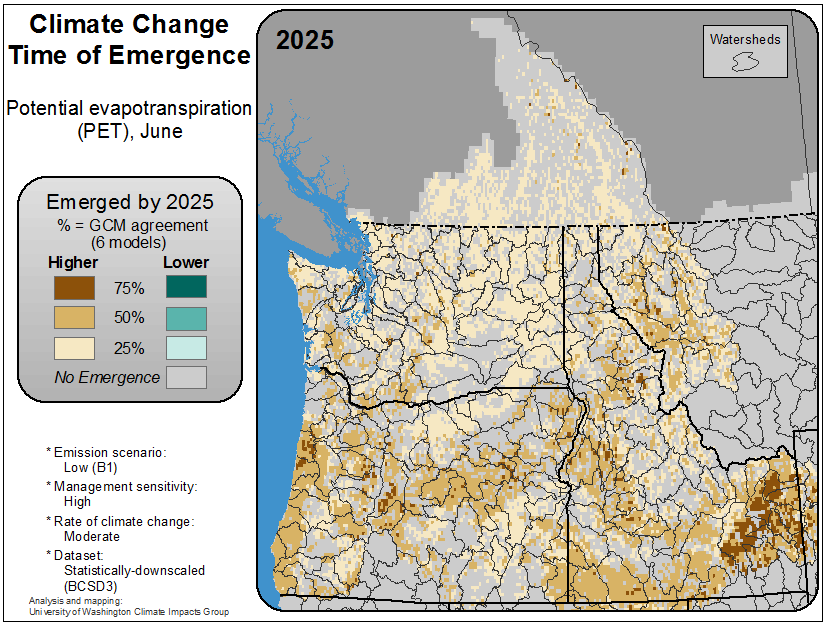 Climate Change
Time of Emergence
Potential evapotranspiration
(PET), June
Emerged by 2025
% = GCM agreement
(6 models)
Higher Lower
75%
50%
25%
No Emergence
* Emission scenario:
Low (B1)
* Management sensitivity:
High
* Rate of climate change:
Moderate
* Dataset:
Statistically-downscaled
(BCSD3)
Analysis and mapping:
University of Washington Climate Impacts Group
2025
Watersheds